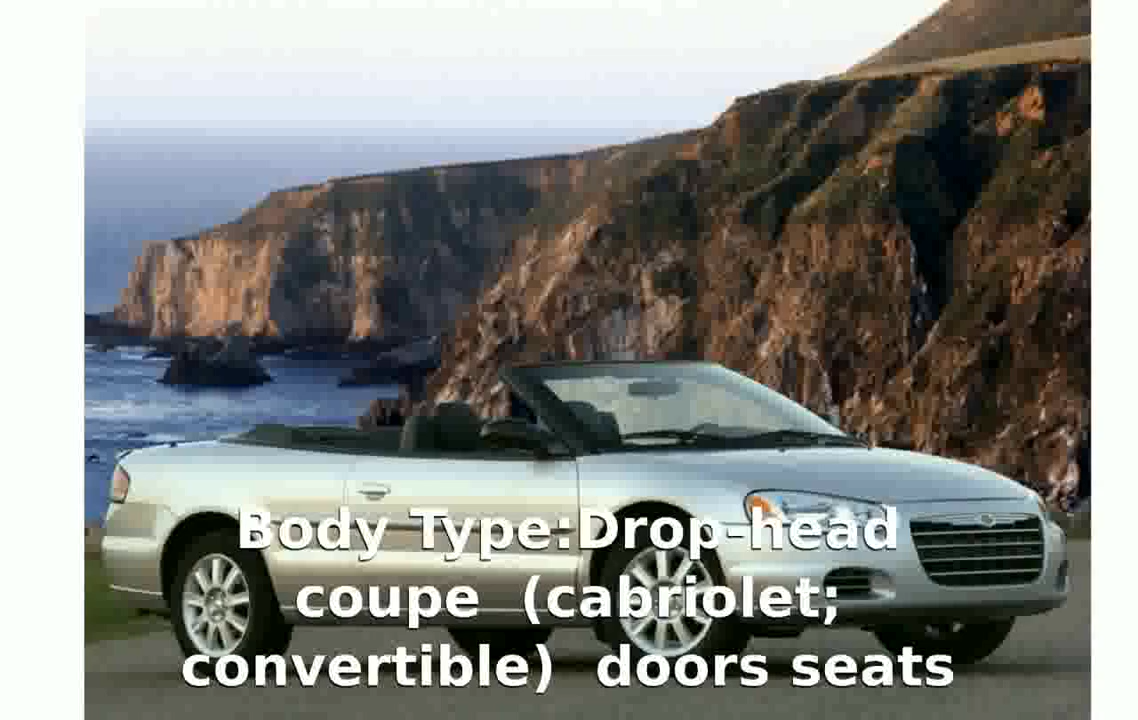 Body Type:Drop-head
coupe (cabriolet;
convertible) doors seats